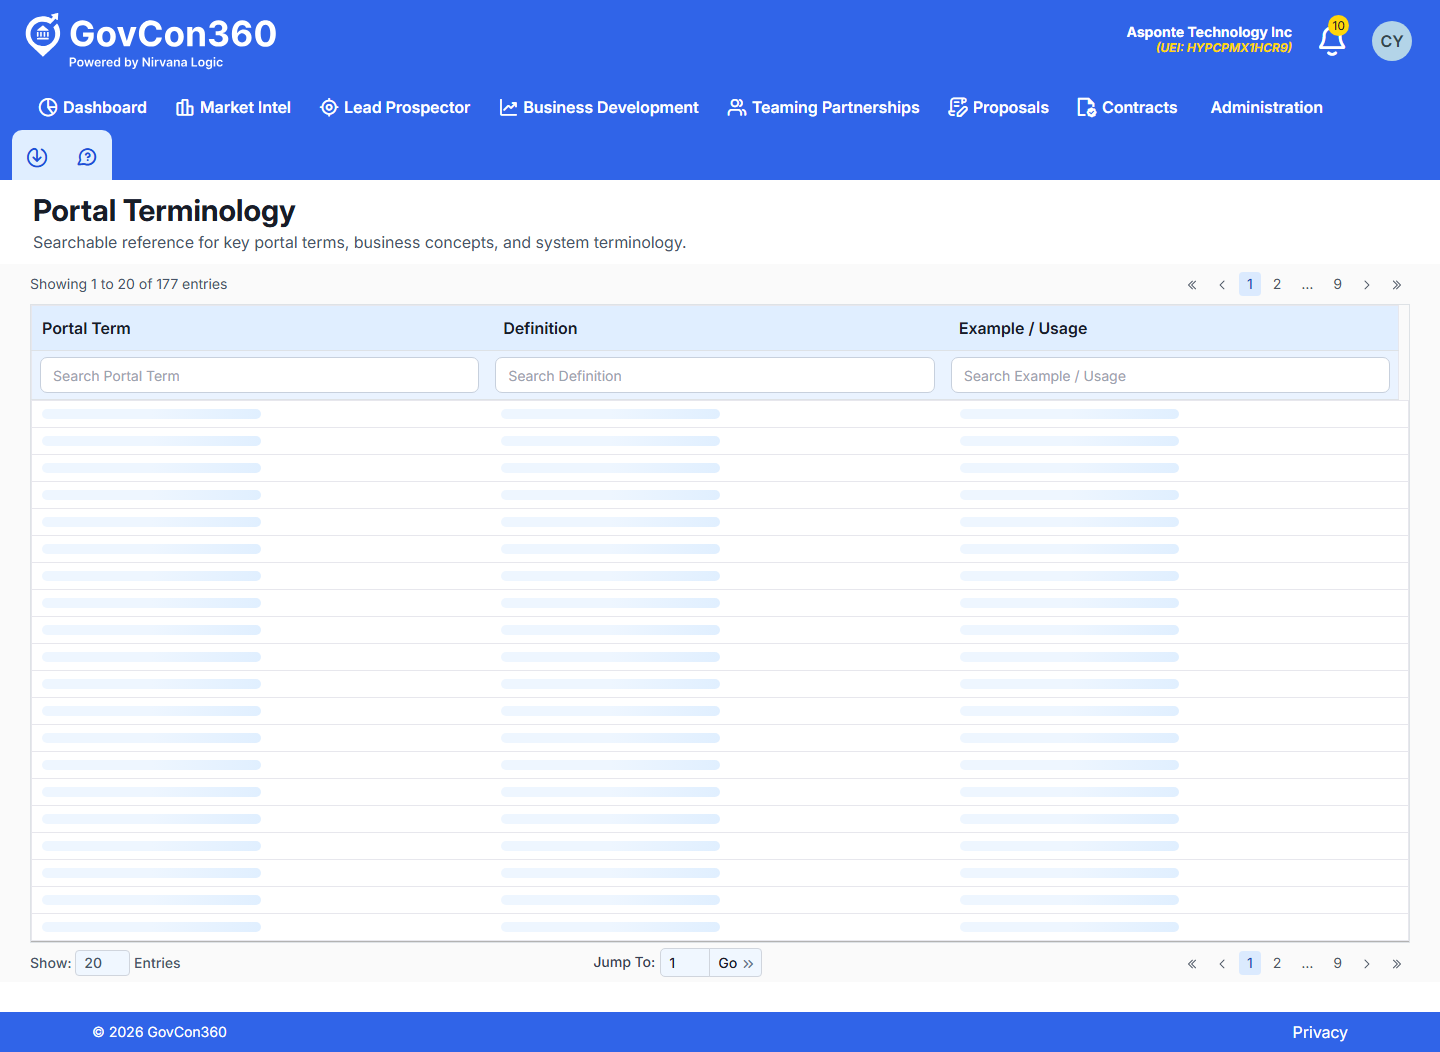 GovCon360
Powered by Nirvana Logic
Asponte Technology Inc
(UEI: HYPCPMX1HCR9)
10
CY
Dashboard
Market Intel
Lead Prospector
Business Development
Teaming Partnerships
Proposals
Contracts
Administration
Portal Terminology
Searchable reference for key portal terms, business concepts, and system terminology.
Showing 1 to 20 of 177 entries
« ‹ 1 2 ... 9 › »
Portal Term
Definition
Example / Usage
Search Portal Term
Search Definition
Search Example / Usage
Show: 20 Entries
Jump To: 1 Go »
« ‹ 1 2 ... 9 › »
© 2026 GovCon360
Privacy